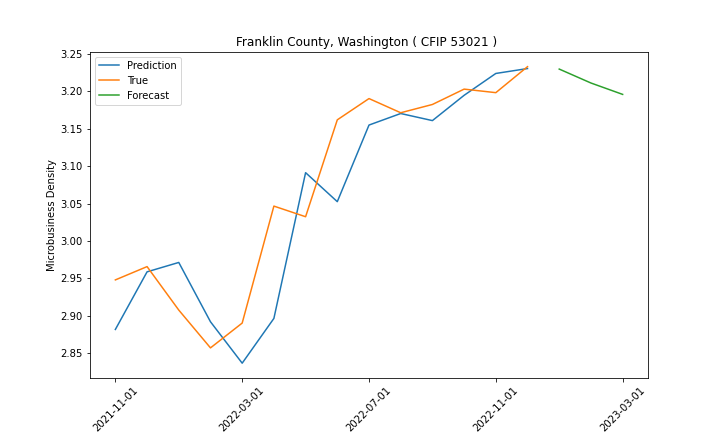 Franklin County, Washington ( CFIP 53021 )
Prediction
True
Forecast
Microbusiness Density
3.25
3.20
3.15
3.10
3.05
3.00
2.95
2.90
2.85
2021-11-01
2022-03-01
2022-07-01
2022-11-01
2023-03-01